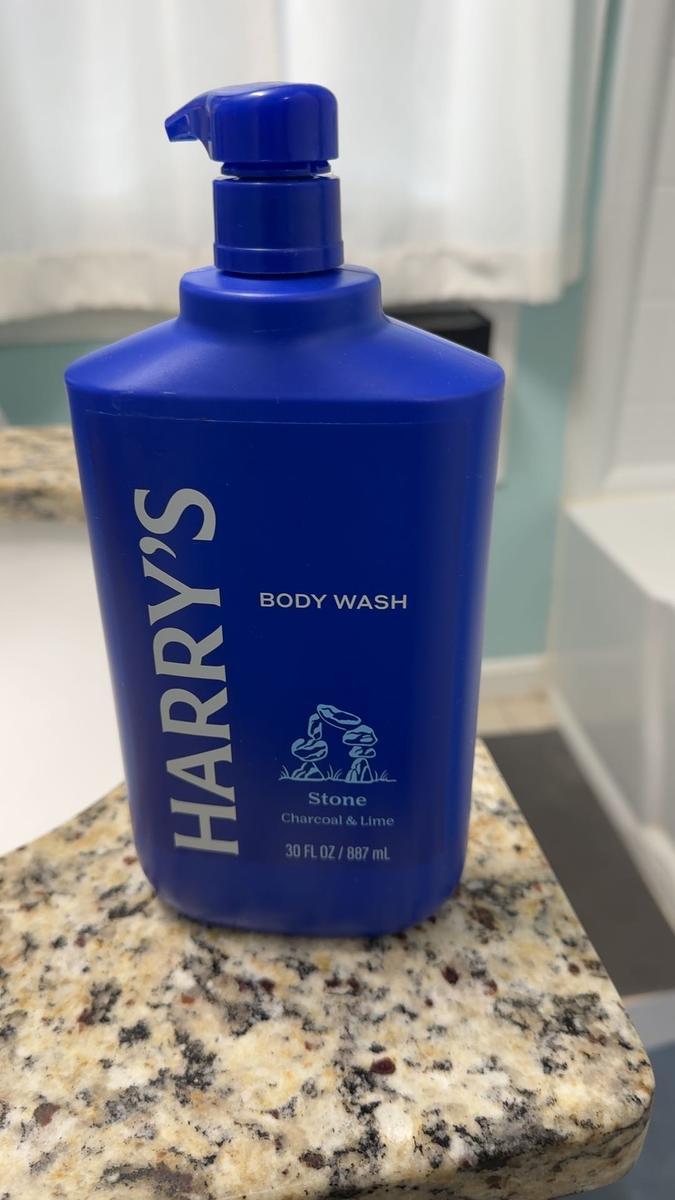 HARRY'S
BODY WASH
Stone
Charcoal & Lime
30 FL OZ / 887 mL